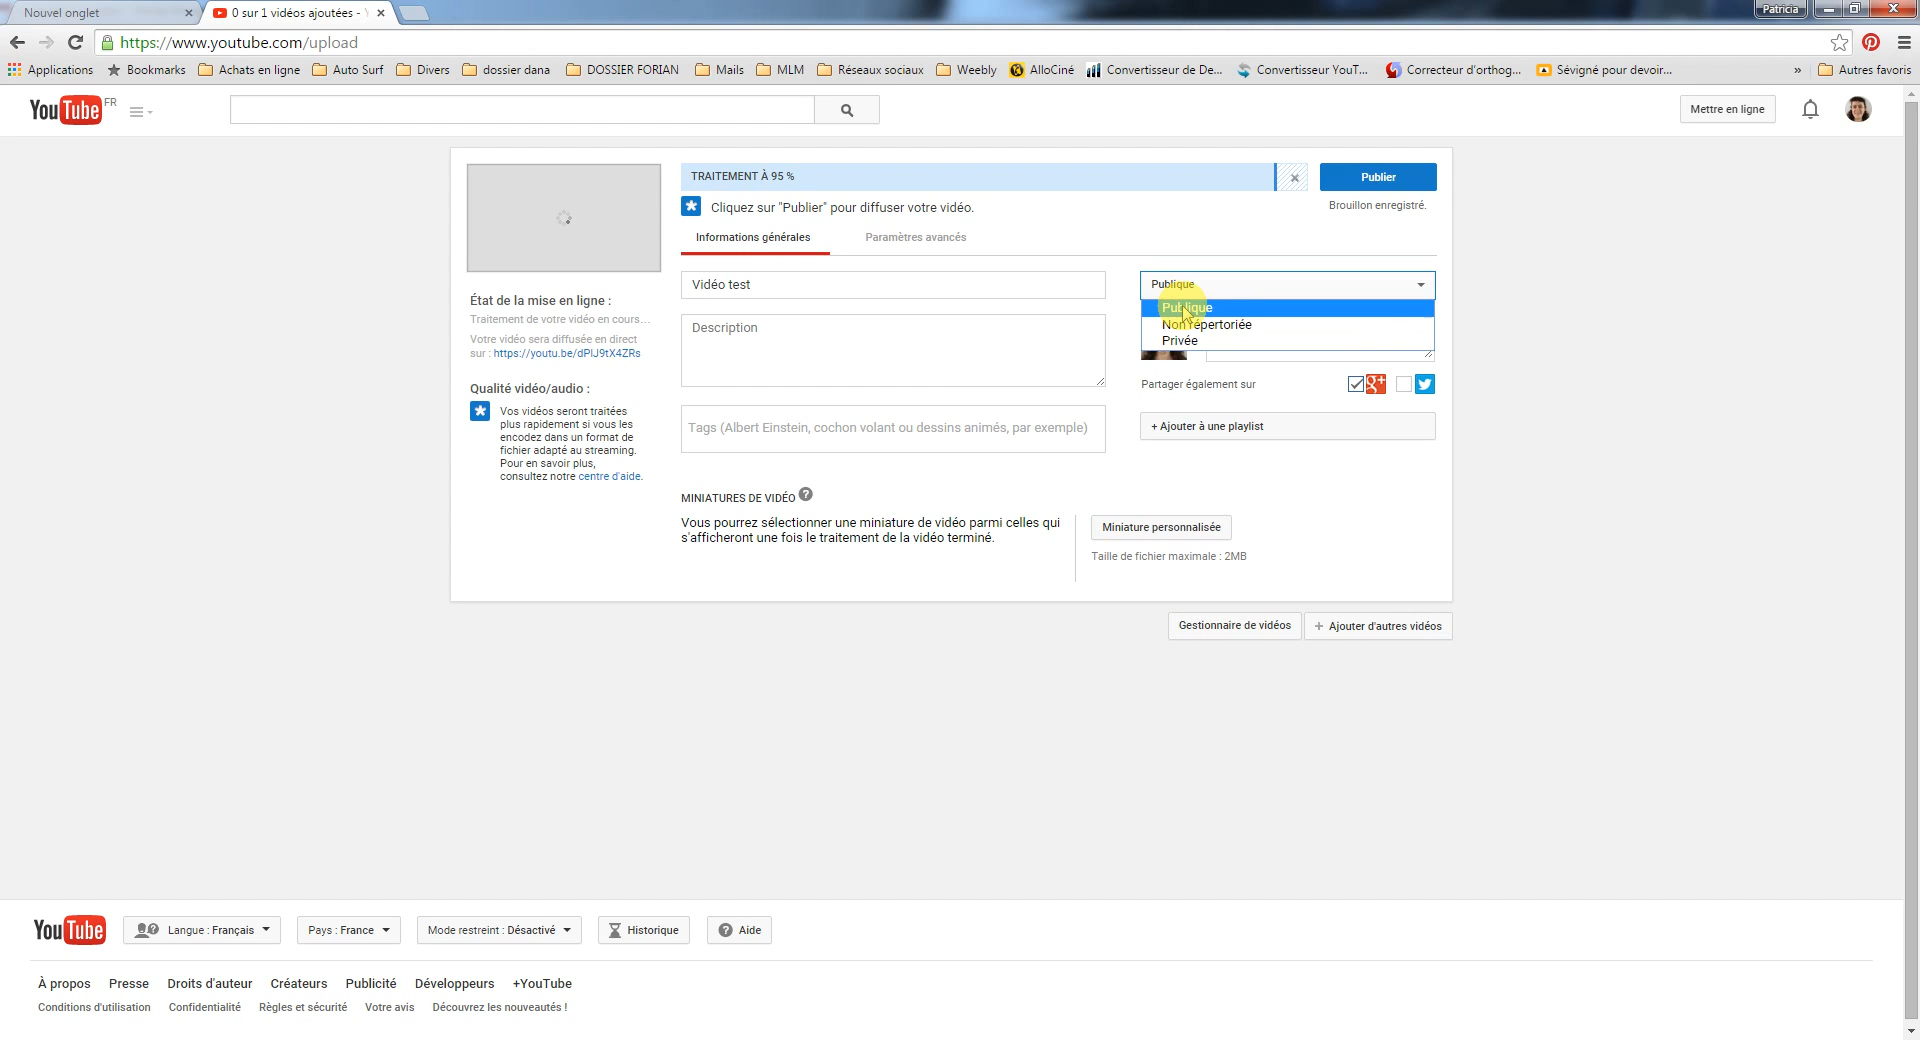 Nouvel onglet
0 sur 1 vidéos ajoutées -
Patricia
https://www.youtube.com/upload
Applications
Bookmarks
Achats en ligne
Auto Surf
Divers
dossier dana
DOSSIER FORIAN
Mails
MLM
Réseaux sociaux
Weebly
AlloCiné
Convertisseur de De...
Convertisseur YouT...
Correcteur d'orthog...
Sévigné pour devoir...
»
Autres favoris
YouTube FR
Mettre en ligne
TRAITEMENT À 95 %
Publier
Cliquez sur "Publier" pour diffuser votre vidéo.
Brouillon enregistré.
Informations générales
Paramètres avancés
État de la mise en ligne :
Traitement de votre vidéo en cours...
Votre vidéo sera diffusée en direct
sur : https://youtu.be/dPIJ9tX4ZRs
Qualité vidéo/audio :
Vos vidéos seront traitées
plus rapidement si vous les
encodez dans un format de
fichier adapté au streaming.
Pour en savoir plus,
consultez notre centre d'aide.
Vidéo test
Description
Tags (Albert Einstein, cochon volant ou dessins animés, par exemple)
Publique
Publique
Non répertoriée
Privée
Partager également sur
g+
+ Ajouter à une playlist
MINIATURES DE VIDÉO ?
Vous pourrez sélectionner une miniature de vidéo parmi celles qui
s'afficheront une fois le traitement de la vidéo terminé.
Miniature personnalisée
Taille de fichier maximale : 2MB
Gestionnaire de vidéos
+ Ajouter d'autres vidéos
YouTube
Langue : Français
Pays : France
Mode restreint : Désactivé
Historique
? Aide
À propos
Presse
Droits d'auteur
Créateurs
Publicité
Développeurs
+YouTube
Conditions d'utilisation
Confidentialité
Règles et sécurité
Votre avis
Découvrez les nouveautés !